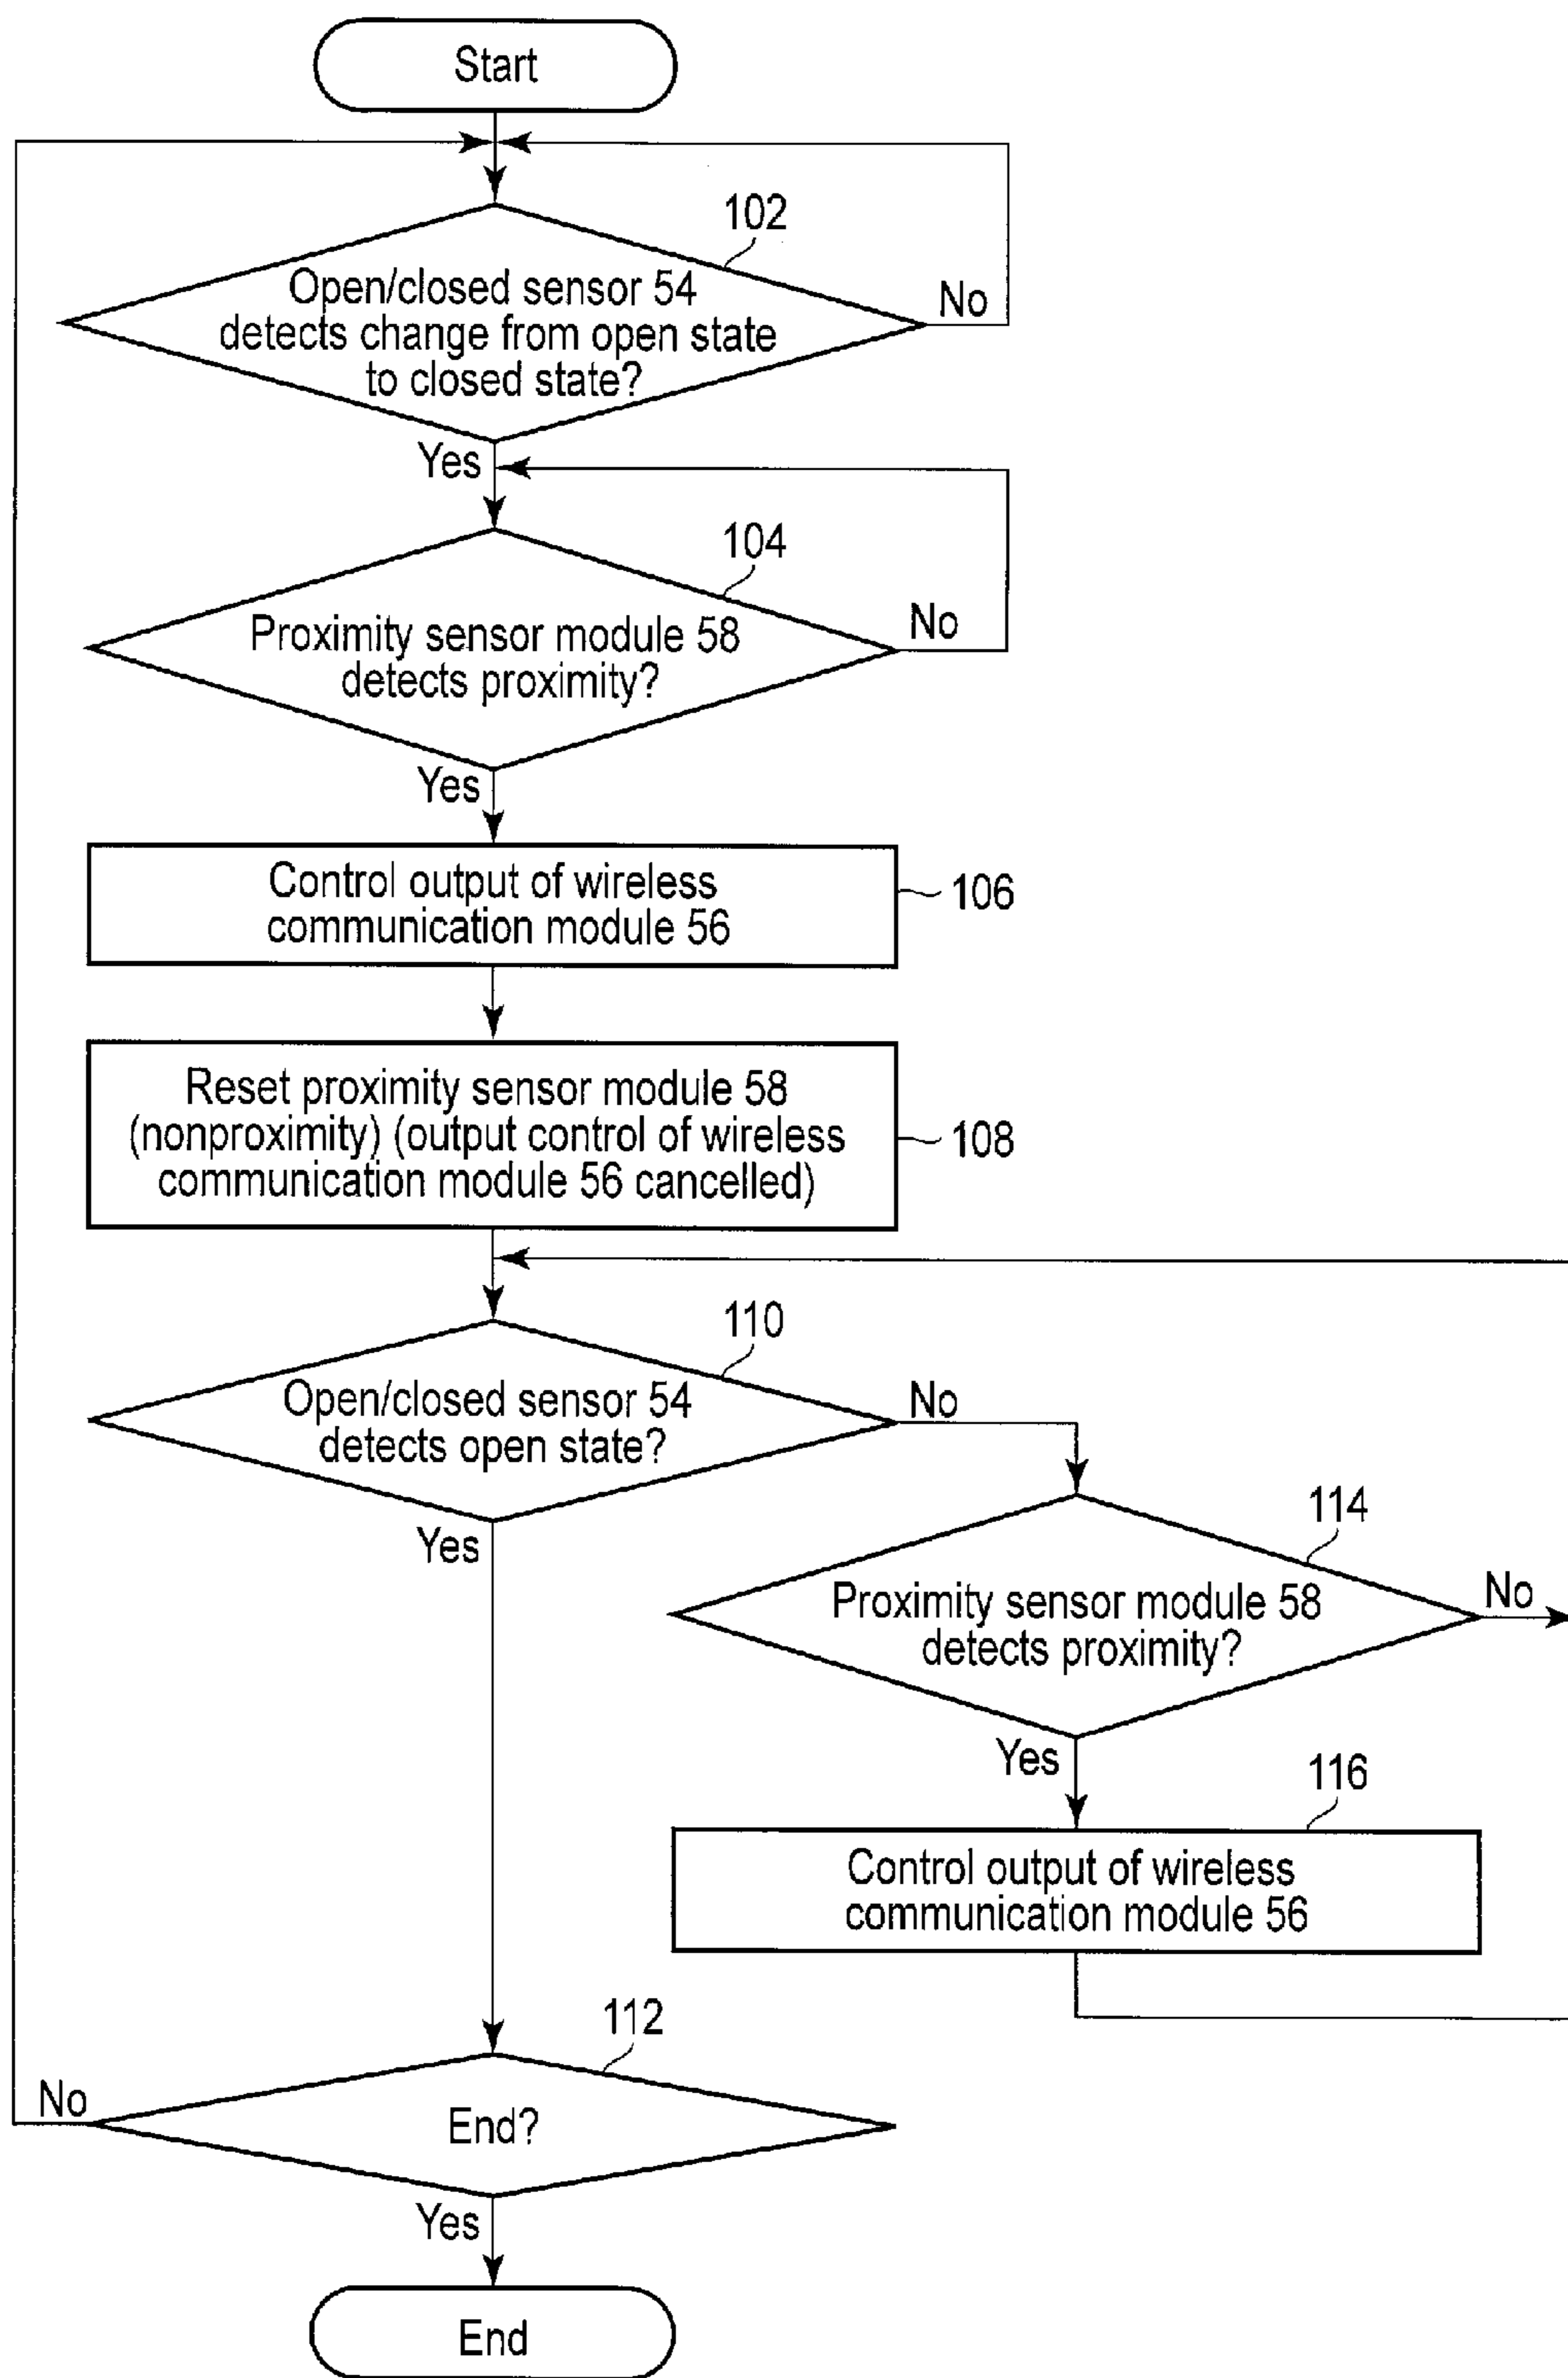 Start
102
Open/closed sensor 54
detects change from open state
to closed state?
No
Yes
104
Proximity sensor module 58
detects proximity?
No
Yes
Control output of wireless
communication module 56
106
Reset proximity sensor module 58
(nonproximity) (output control of wireless
communication module 56 cancelled)
108
110
Open/closed sensor 54
detects open state?
No
Yes
114
Proximity sensor module 58
detects proximity?
No
Yes
116
Control output of wireless
communication module 56
112
End?
No
Yes
End